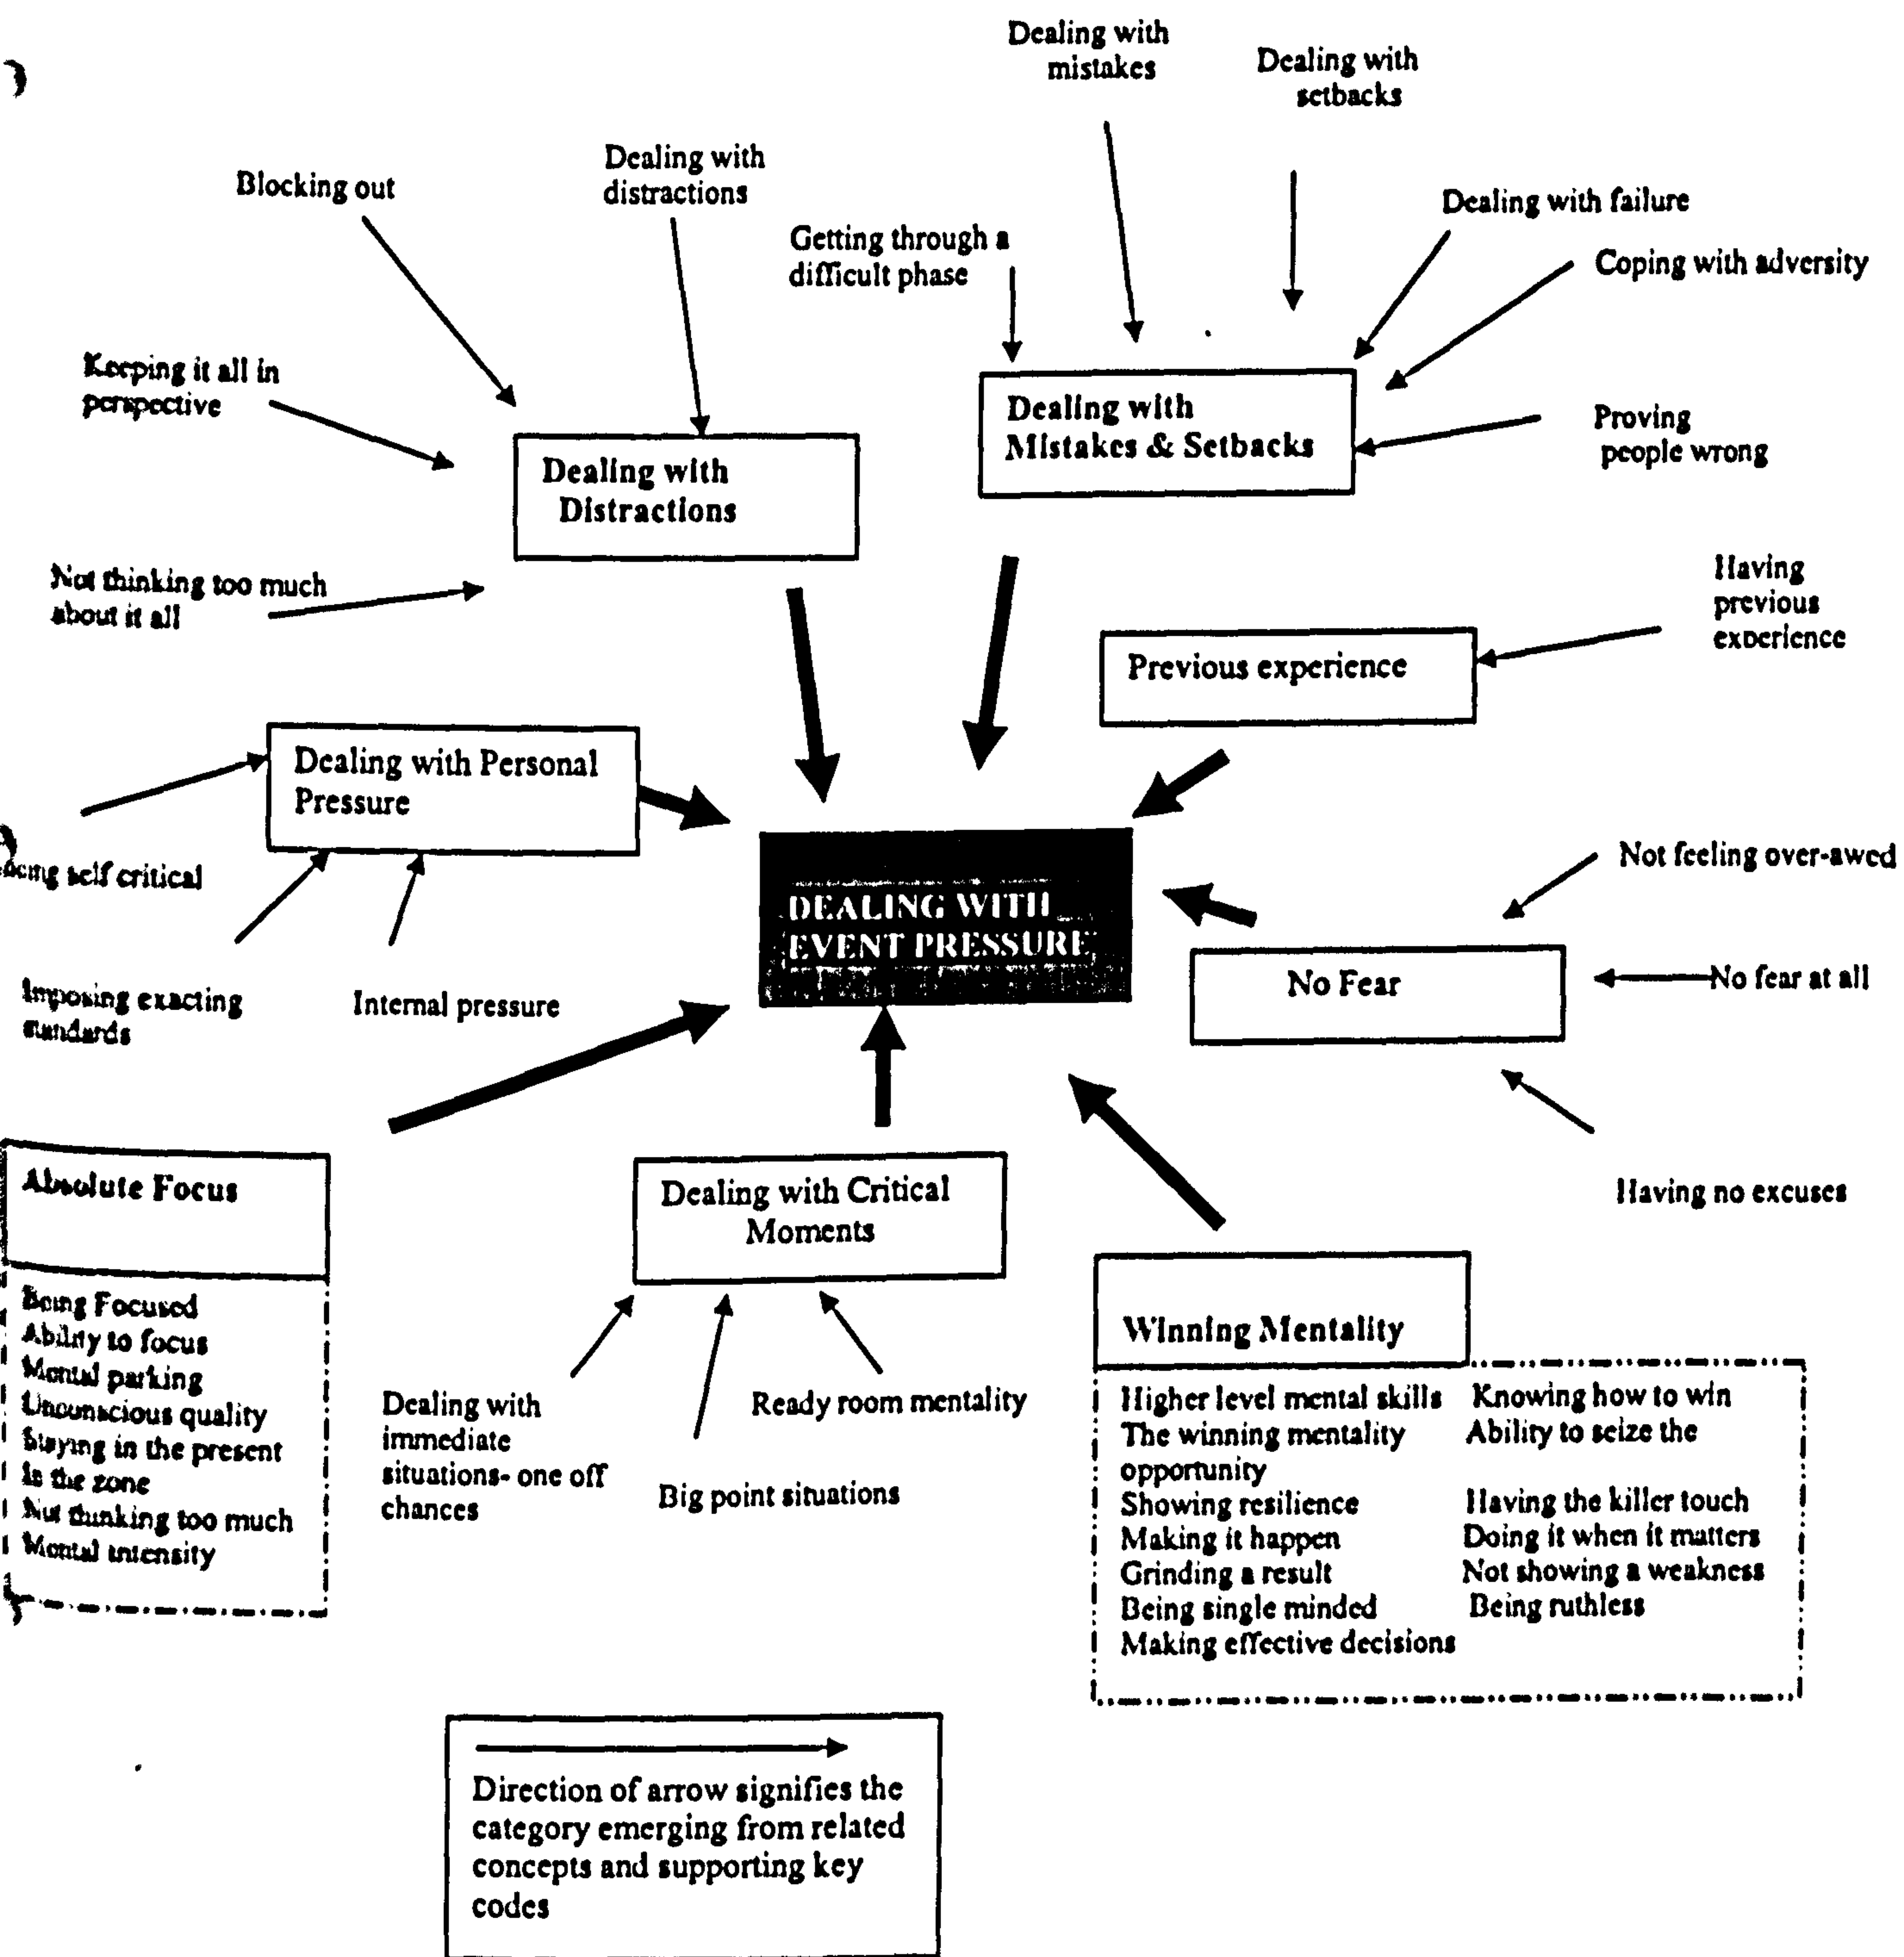 Dealing with
mistakes
Dealing with
setbacks
Blocking out
Dealing with
distractions
Getting through a
difficult phase
Dealing with failure
Coping with adversity
Keeping it all in
perspective
Dealing with
Distractions
Dealing with
Mistakes & Setbacks
Proving
people wrong
Not thinking too much
about it all
Having
previous
experience
Previous experience
Dealing with Personal
Pressure
self critical
Imposing exacting
standards
Internal pressure
DEALING WITH
EVENT PRESSURE
Not feeling over-awed
No Fear
No fear at all
Having no excuses
Absolute Focus
Being Focused
Ability to focus
Mental parking
Unconscious quality
Staying in the present
In the zone
Not thinking too much
Mental intensity
Dealing with Critical
Moments
Dealing with
immediate
situations- one off
chances
Big point situations
Ready room mentality
Winning Mentality
Higher level mental skills Knowing how to win
The winning mentality Ability to seize the
opportunity
Showing resilience Having the killer touch
Making it happen Doing it when it matters
Grinding a result Not showing a weakness
Being single minded Being ruthless
Making effective decisions
Direction of arrow signifies the
category emerging from related
concepts and supporting key
codes